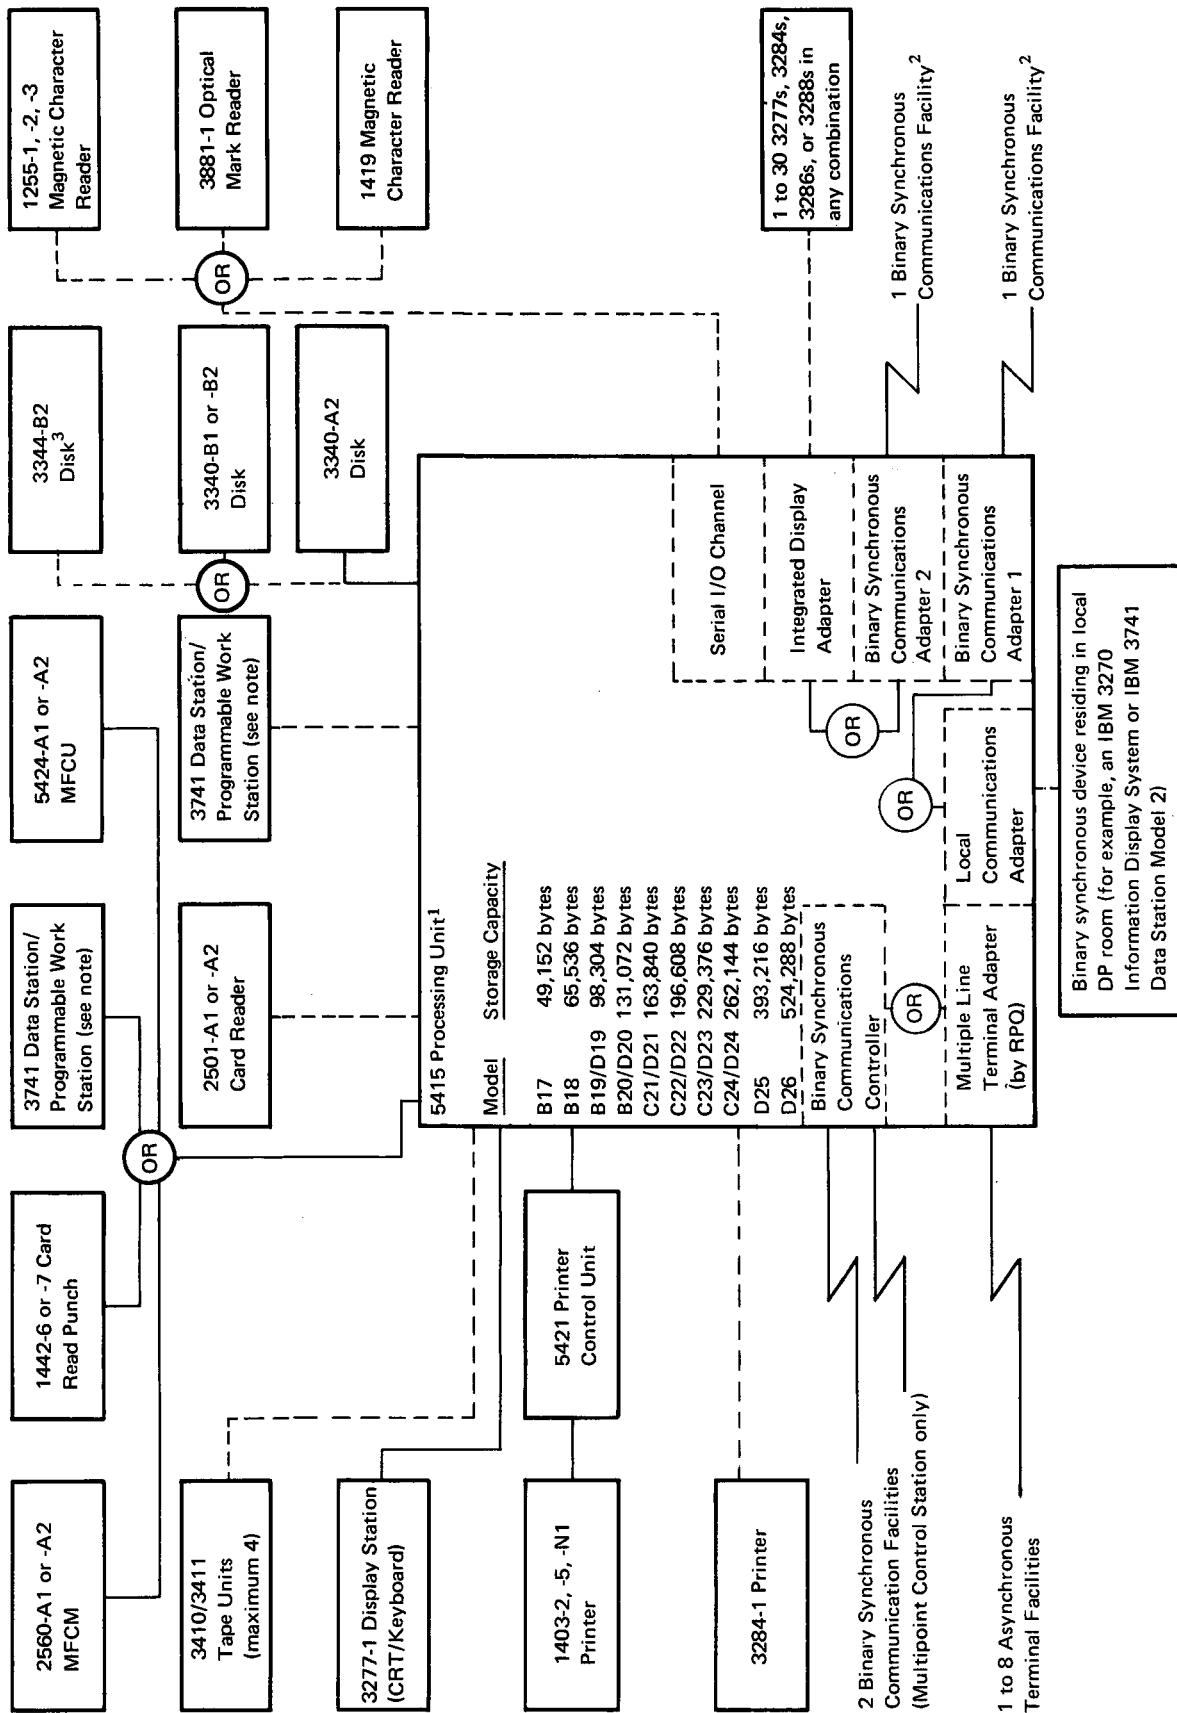 2560-A1 or -A2
MFCM
1442-6 or -7 Card
Read Punch
3741 Data Station/
Programmable Work
Station (see note)
5424-A1 or -A2
MFCU
3344-B2
Disk³
1255-1, -2, -3
Magnetic Character
Reader
OR
3410/3411
Tape Units
(maximum 4)
2501-A1 or -A2
Card Reader
3741 Data Station/
Programmable Work
Station (see note)
OR
3340-B1 or -B2
Disk
OR
3881-1 Optical
Mark Reader
3277-1 Display Station
(CRT/Keyboard)
3340-A2
Disk
1419 Magnetic
Character Reader
5415 Processing Unit¹
Model Storage Capacity
B17 49,152 bytes
B18 65,536 bytes
B19/D19 98,304 bytes
B20/D20 131,072 bytes
C21/D21 163,840 bytes
C22/D22 196,608 bytes
C23/D23 229,376 bytes
C24/D24 262,144 bytes
D25 393,216 bytes
D26 524,288 bytes
1403-2, -5, -N1
Printer
5421 Printer
Control Unit
3284-1 Printer
Serial I/O Channel
Integrated Display
Adapter
1 to 30 3277s, 3284s,
3286s, or 3288s in
any combination
OR
Binary Synchronous
Communications
Adapter 2
1 Binary Synchronous
Communications Facility²
2 Binary Synchronous
Communication Facilities
(Multipoint Control Station only)
Binary Synchronous
Communications
Controller
OR
OR
Binary Synchronous
Communications
Adapter 1
1 Binary Synchronous
Communications Facility²
1 to 8 Asynchronous
Terminal Facilities
Multiple Line
Terminal Adapter
(by RPQ)
Local
Communications
Adapter
Binary synchronous device residing in local
DP room (for example, an IBM 3270
Information Display System or IBM 3741
Data Station Model 2)